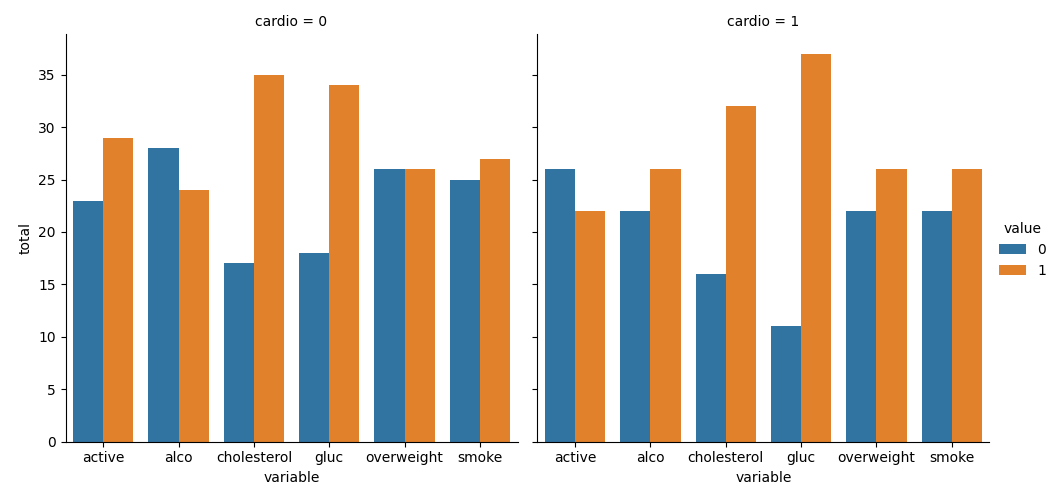 cardio = 0
cardio = 1
total
35
30
25
20
15
10
5
0
active alco cholesterol gluc overweight smoke
variable
active alco cholesterol gluc overweight smoke
variable
value
0
1